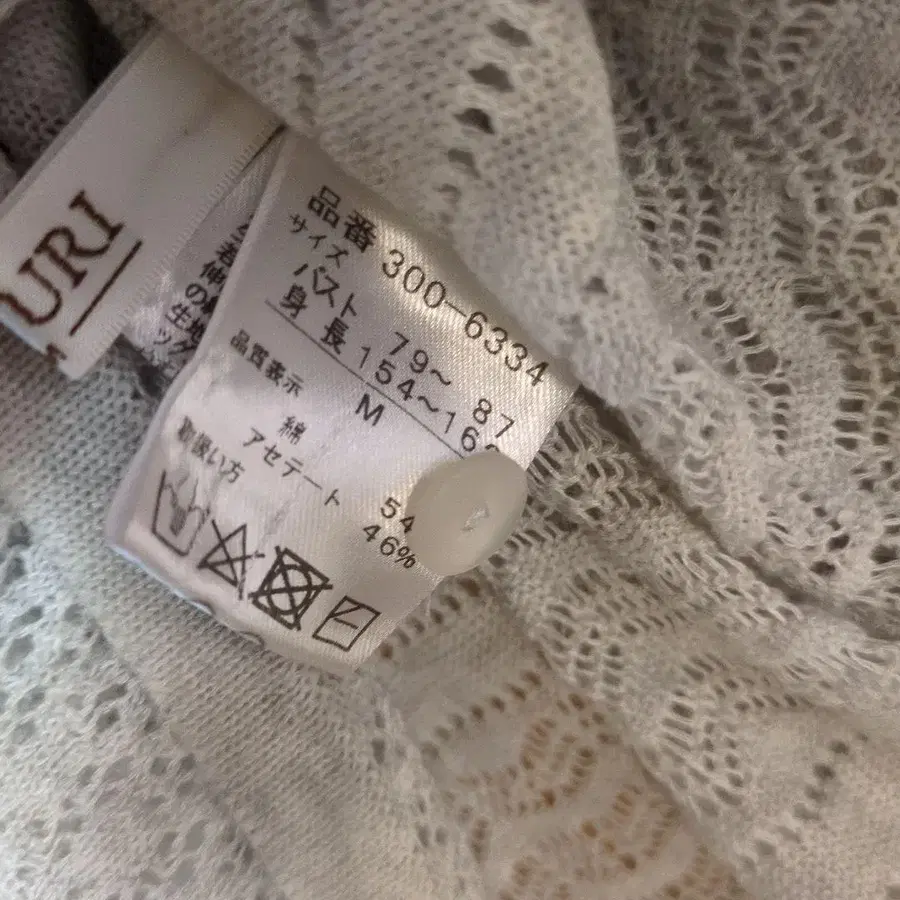 URI
品番 300-6334
サイズ
バスト 79～ 87
身長 154～16
M
品質表示
綿 54
アセテート 46%
取扱い方